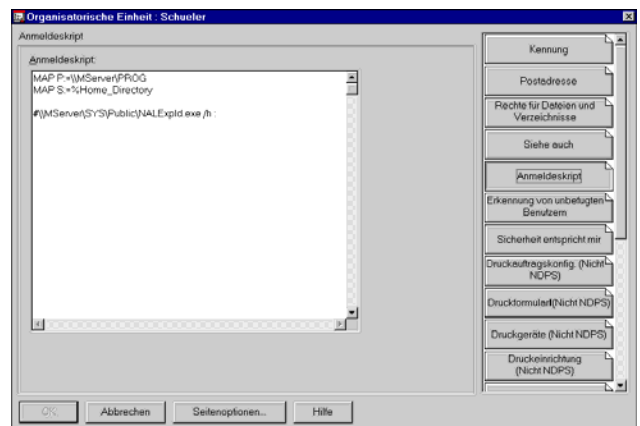 Organisatorische Einheit : Schueler
Anmeldeskript
Anmeldeskript:
MAP P:=\\MServer\PROG
MAP S:=%Home_Directory
#\\MServer\SYS\Public\NALExpld.exe /h :
Kennung
Postadresse
Rechte für Dateien und
Verzeichnisse
Siehe auch
Anmeldeskript
Erkennung von unbefugten
Benutzern
Sicherheit entspricht mir
Druckauftragskonfig. (Nicht
NDPS)
Druckformular(Nicht NDPS)
Druckgeräte (Nicht NDPS)
Druckeinrichtung
(Nicht NDPS)
OK
Abbrechen
Seitenoptionen...
Hilfe